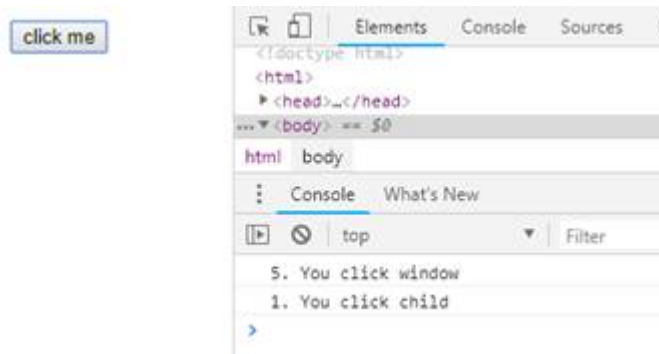 click me
Elements Console Sources
<!doctype html>
<html>
▶ <head>…</head>
... ▼ <body> == $0
html body
Console What's New
top ▼ Filter
5. You click window
1. You click child
>